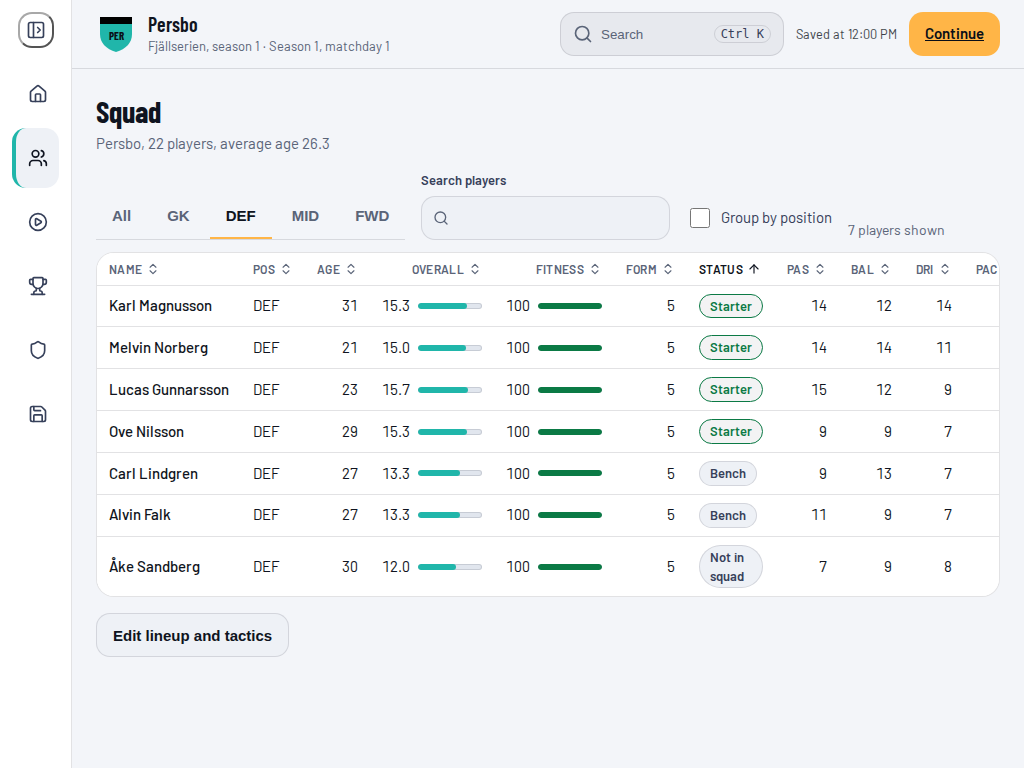 PER
Persbo
Fjällserien, season 1 · Season 1, matchday 1
Search Ctrl K
Saved at 12:00 PM
Continue
Squad
Persbo, 22 players, average age 26.3
Search players
All GK DEF MID FWD
Group by position
7 players shown
NAME POS AGE OVERALL FITNESS FORM STATUS PAS BAL DRI PAC
Karl Magnusson DEF 31 15.3 100 5 Starter 14 12 14
Melvin Norberg DEF 21 15.0 100 5 Starter 14 14 11
Lucas Gunnarsson DEF 23 15.7 100 5 Starter 15 12 9
Ove Nilsson DEF 29 15.3 100 5 Starter 9 9 7
Carl Lindgren DEF 27 13.3 100 5 Bench 9 13 7
Alvin Falk DEF 27 13.3 100 5 Bench 11 9 7
Åke Sandberg DEF 30 12.0 100 5 Not in squad 7 9 8
Edit lineup and tactics